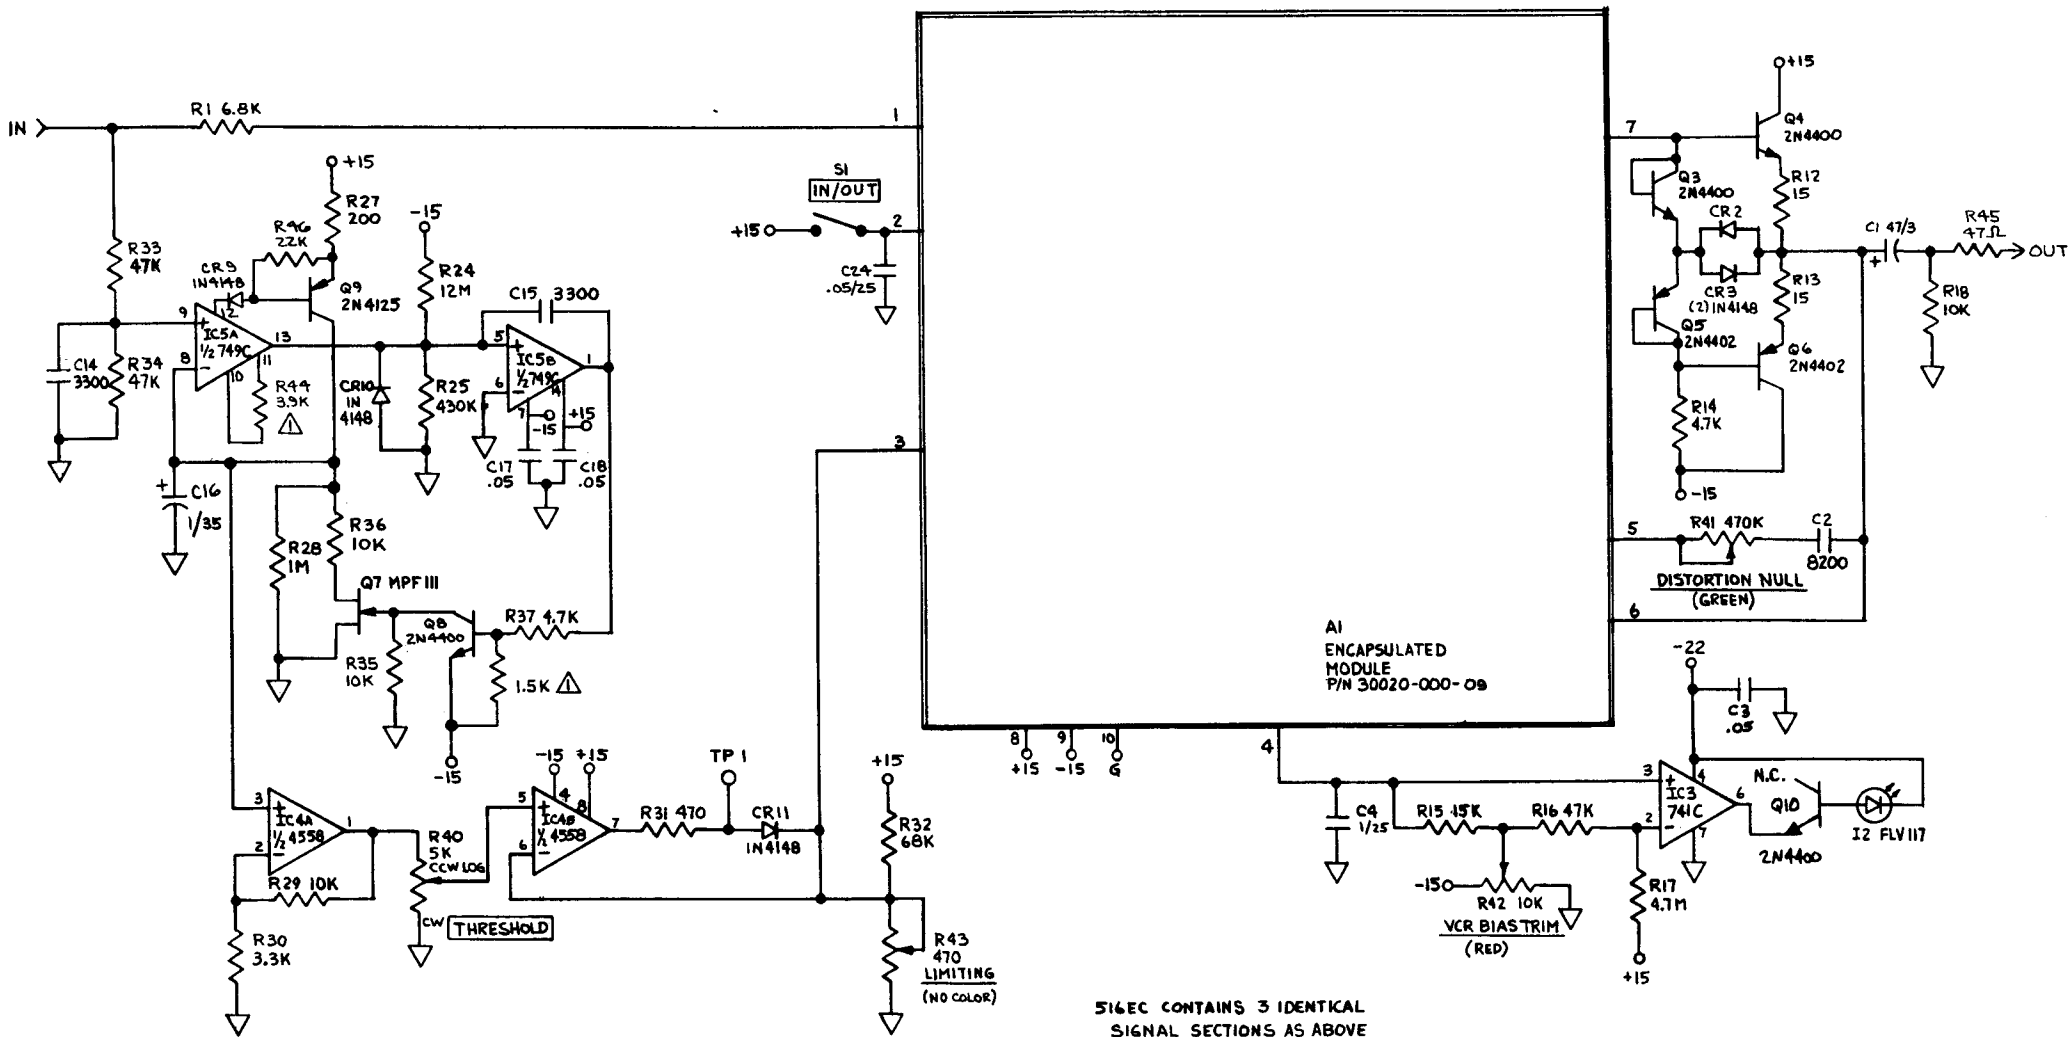 IN
R1 6.8K
1
+15
R27
200
R46
22K
R33
47K
CR9
1N4148
Q9
2N4125
12
9
IC5A
1/2 749C
13
8
11
10
C14
3300
R34
47K
R44
3.9K
1
-15
R24
12M
C15 3300
CR10
1N
4148
R25
430K
5
IC5B
1/2 749C
1
6
7
14
-15
+15
C17
.05
C18
.05
S1
IN/OUT
+15
2
C24
.05/25
3
+
C16
1/35
R28
1M
R36
10K
Q7 MPF111
Q8
2N4400
R37 4.7K
R35
10K
1.5K
1
-15
3
IC4A
1/2 4558
1
2
R29 10K
R30
3.3K
R40
5K
CCW LOG
CW
THRESHOLD
-15
+15
5
4
8
IC4B
1/2 4558
7
6
R31 470
TP 1
CR11
1N4148
+15
R32
68K
R43
470
LIMITING
(NO COLOR)
A1
ENCAPSULATED
MODULE
P/N 30020-000-09
8
+15
9
-15
10
G
4
7
+15
Q4
2N4400
Q3
2N4400
R12
15
CR2
CR3
(2) 1N4148
R13
15
Q5
2N4402
Q6
2N4402
R14
4.7K
-15
C1 47/3
+
R45
47Ω
OUT
R18
10K
5
R41 470K
C2
8200
DISTORTION NULL
(GREEN)
6
-22
C3
.05
3
IC3
741C
4
6
2
7
N.C.
Q10
2N4400
I2 FLV117
C4
1/25
R15 15K
R16 47K
-15
R42 10K
VCR BIAS TRIM
(RED)
R17
4.7M
+15
516EC CONTAINS 3 IDENTICAL
SIGNAL SECTIONS AS ABOVE